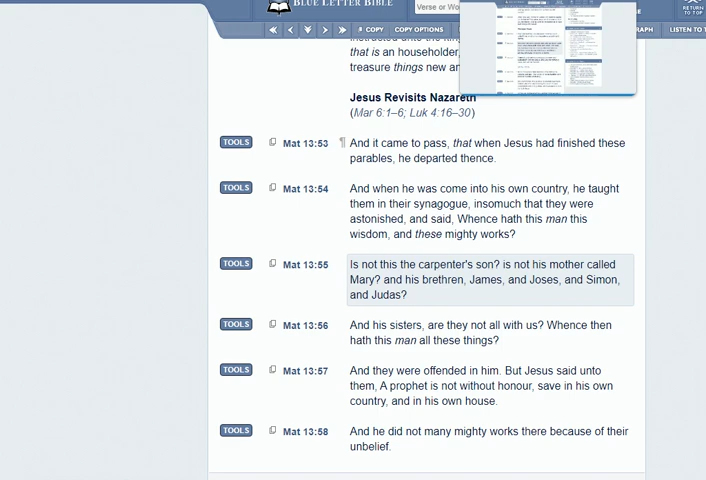 BLUE LETTER BIBLE
Verse or Wo
RETURN
TO TOP
COPY
COPY OPTIONS
RAPH
LISTEN TO
that is an householder,
treasure things new an
Jesus Revisits Nazareth
(Mar 6:1–6; Luk 4:16–30)
TOOLS Mat 13:53 ¶ And it came to pass, that when Jesus had finished these
parables, he departed thence.
TOOLS Mat 13:54 And when he was come into his own country, he taught
them in their synagogue, insomuch that they were
astonished, and said, Whence hath this man this
wisdom, and these mighty works?
TOOLS Mat 13:55 Is not this the carpenter's son? is not his mother called
Mary? and his brethren, James, and Joses, and Simon,
and Judas?
TOOLS Mat 13:56 And his sisters, are they not all with us? Whence then
hath this man all these things?
TOOLS Mat 13:57 And they were offended in him. But Jesus said unto
them, A prophet is not without honour, save in his own
country, and in his own house.
TOOLS Mat 13:58 And he did not many mighty works there because of their
unbelief.